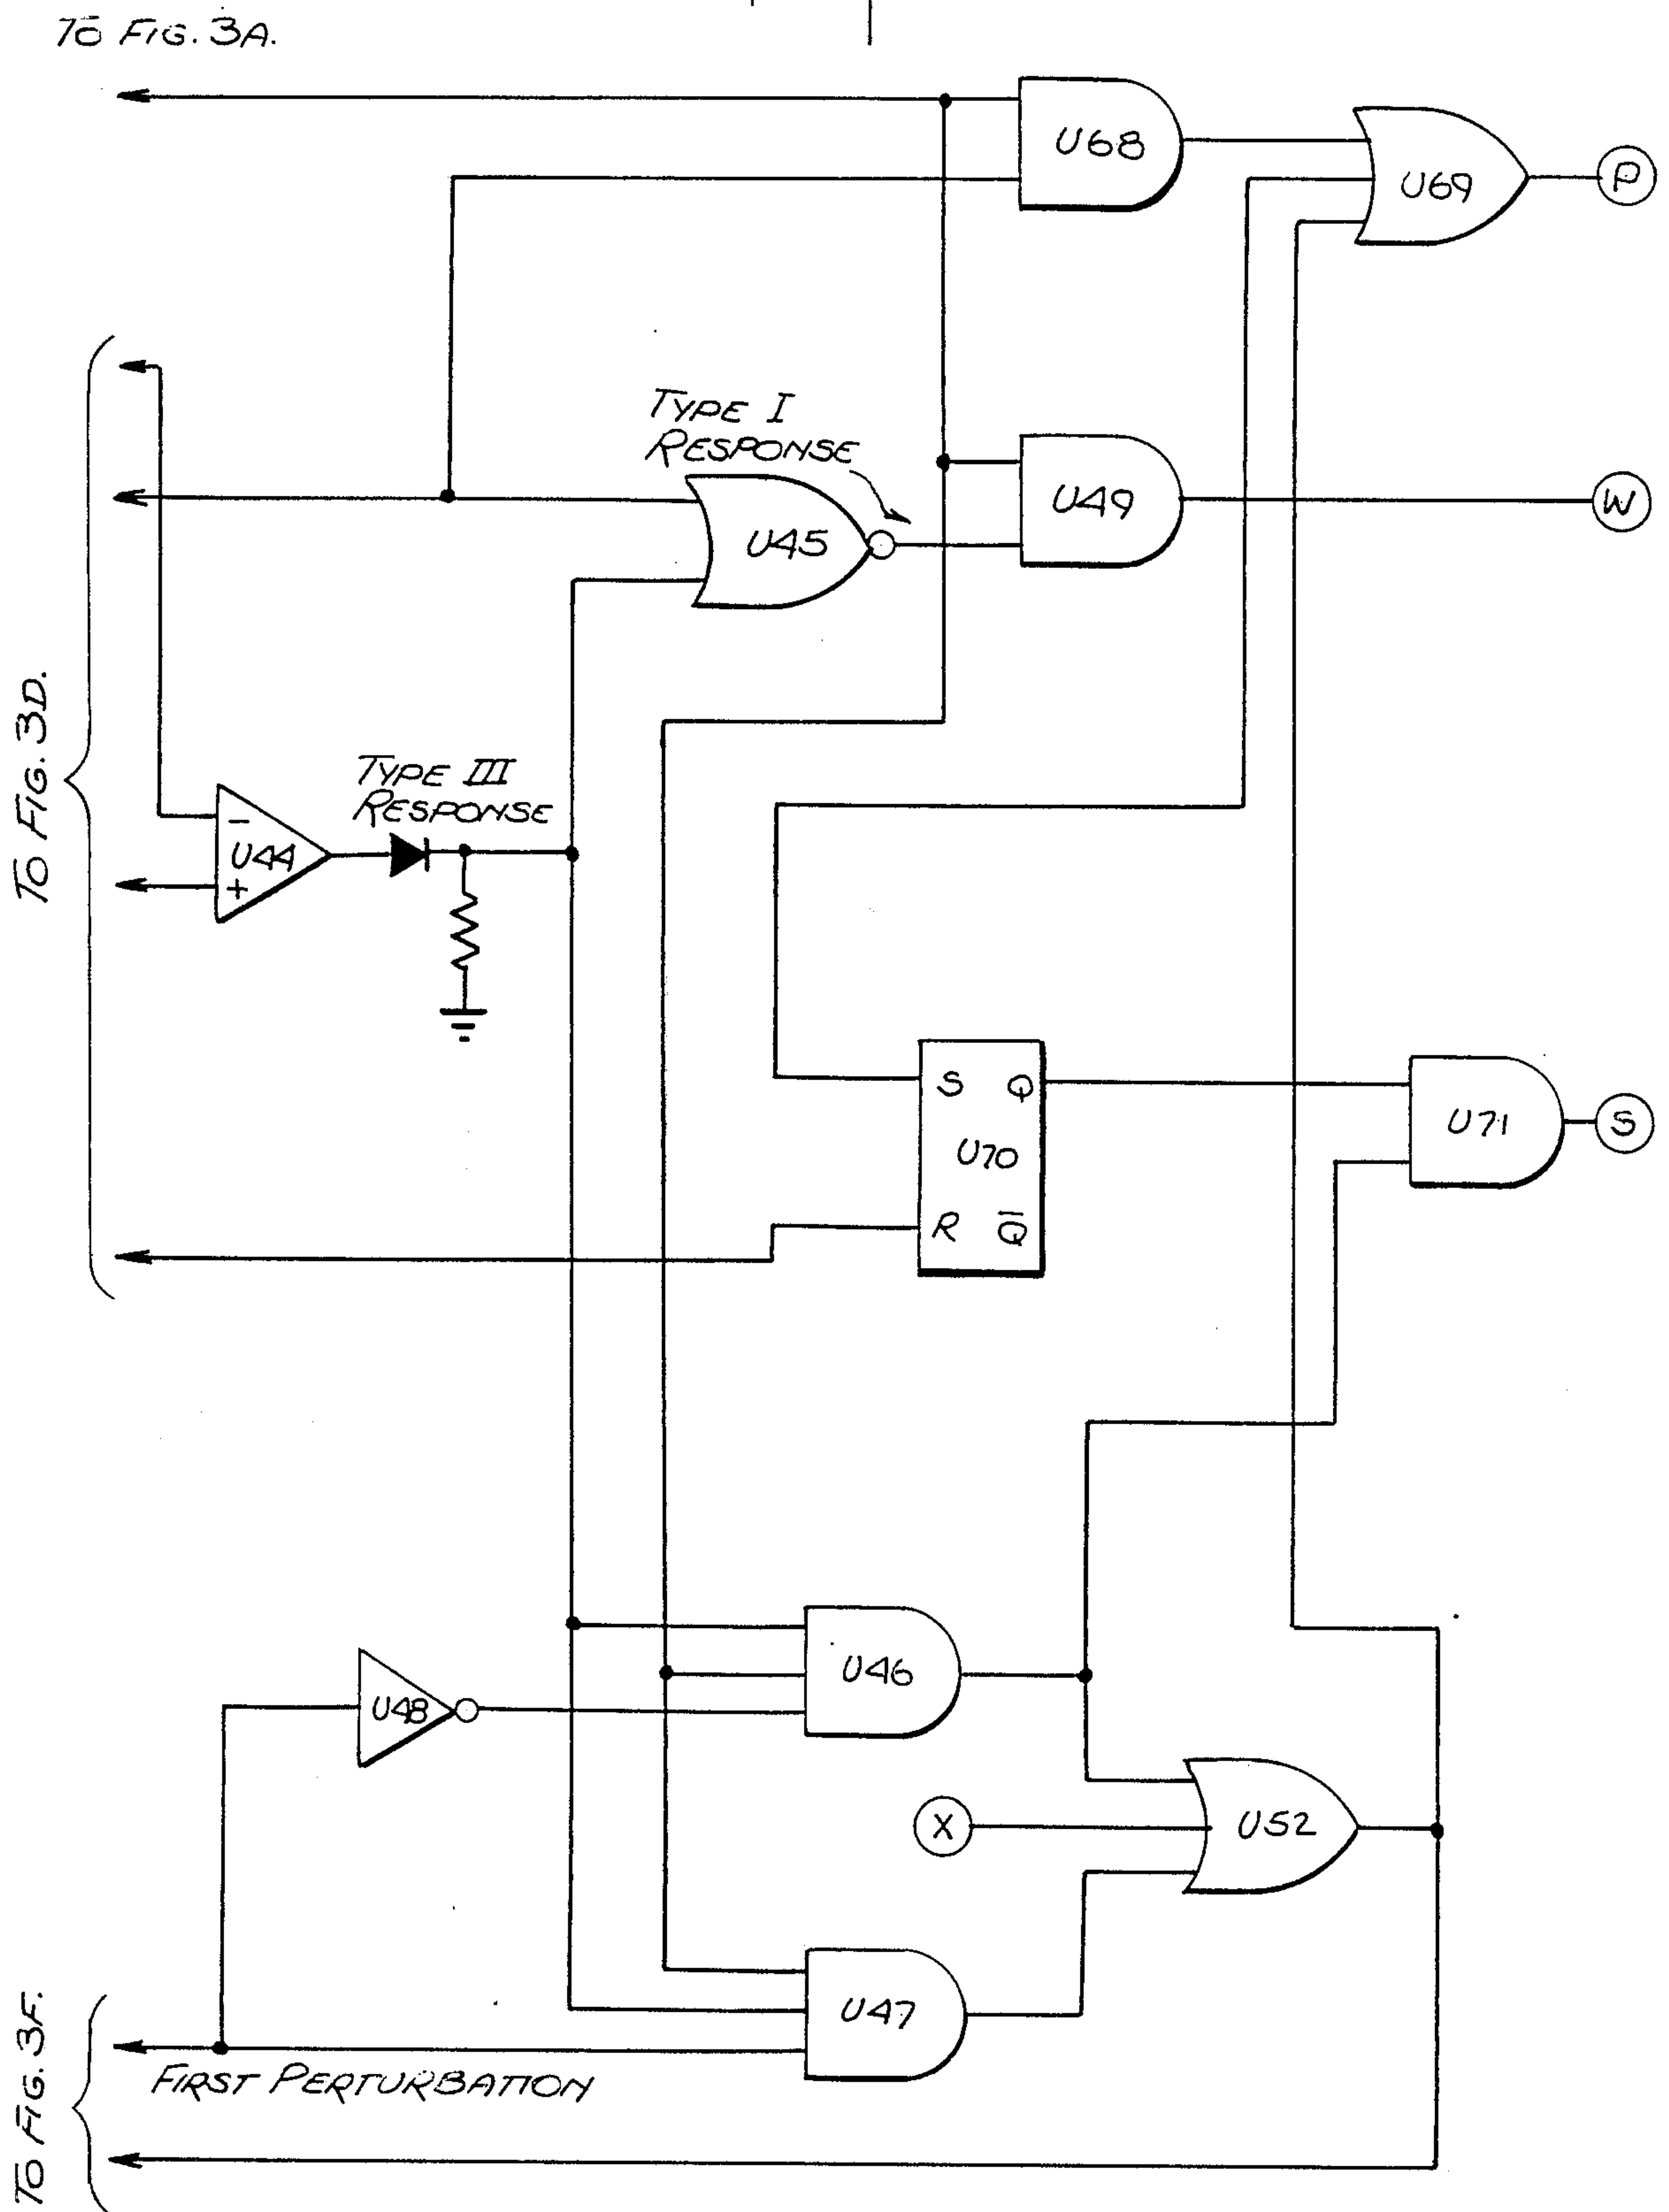 TO FIG. 3A.
U68
U69
P
TYPE I
RESPONSE
U45
U49
W
TO FIG. 3D.
TYPE III
RESPONSE
−
U44
+
S Q
U70
R Q̅
U71
S
U46
U48
X
U52
U47
TO FIG. 3F.
FIRST PERTURBATION